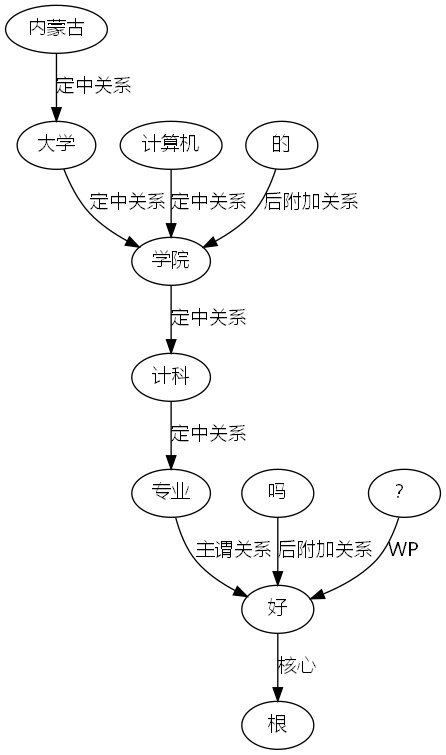 内蒙古
定中关系
大学 计算机 的
定中关系 定中关系 后附加关系
学院
定中关系
计科
定中关系
专业 吗 ？
主谓关系 后附加关系 WP
好
核心
根